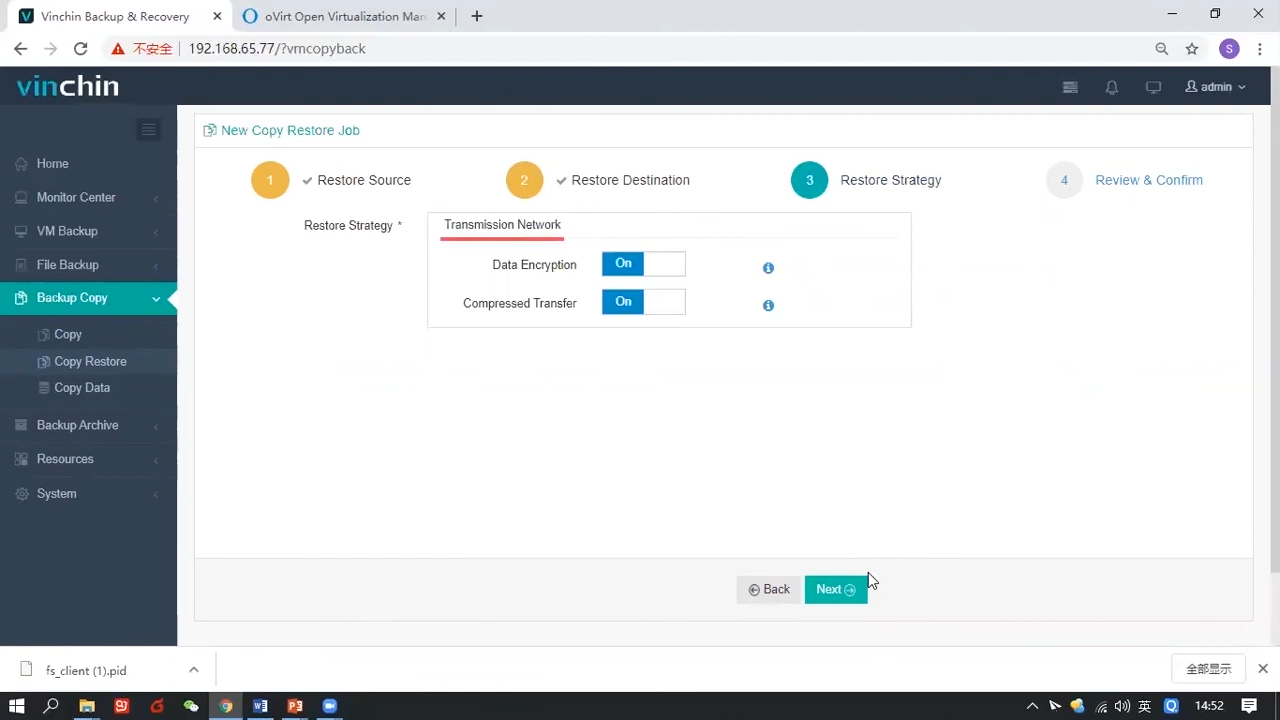 Vinchin Backup & Recovery
oVirt Open Virtualization Man
不安全 192.168.65.77/?vmcopyback
S
vinchin
admin
New Copy Restore Job
Home
Monitor Center
VM Backup
File Backup
Backup Copy
Copy
Copy Restore
Copy Data
Backup Archive
Resources
System
1 Restore Source
2 Restore Destination
3 Restore Strategy
4 Review & Confirm
Restore Strategy *
Transmission Network
Data Encryption On
Compressed Transfer On
Back
Next
fs_client (1).pid
全部显示
英
14:52